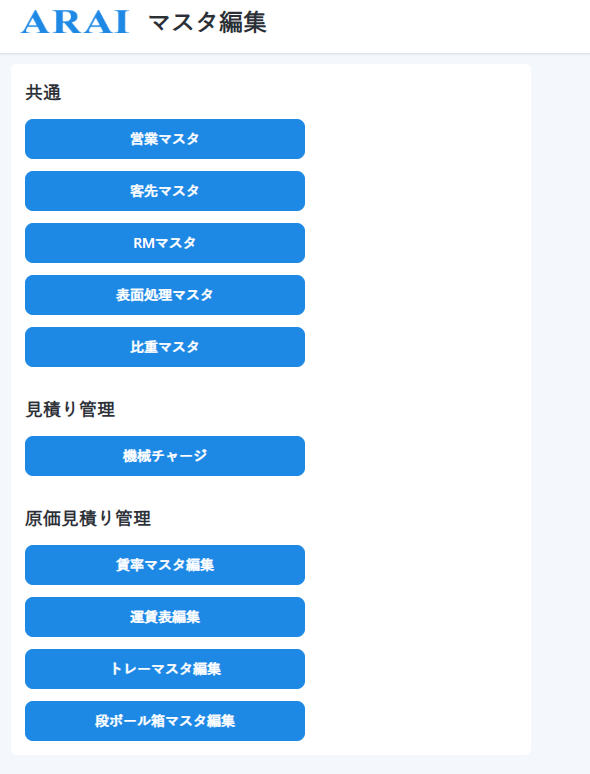 ARAI マスタ編集
共通
営業マスタ
客先マスタ
RMマスタ
表面処理マスタ
比重マスタ
見積り管理
機械チャージ
原価見積り管理
賃率マスタ編集
運賃表編集
トレーマスタ編集
段ボール箱マスタ編集